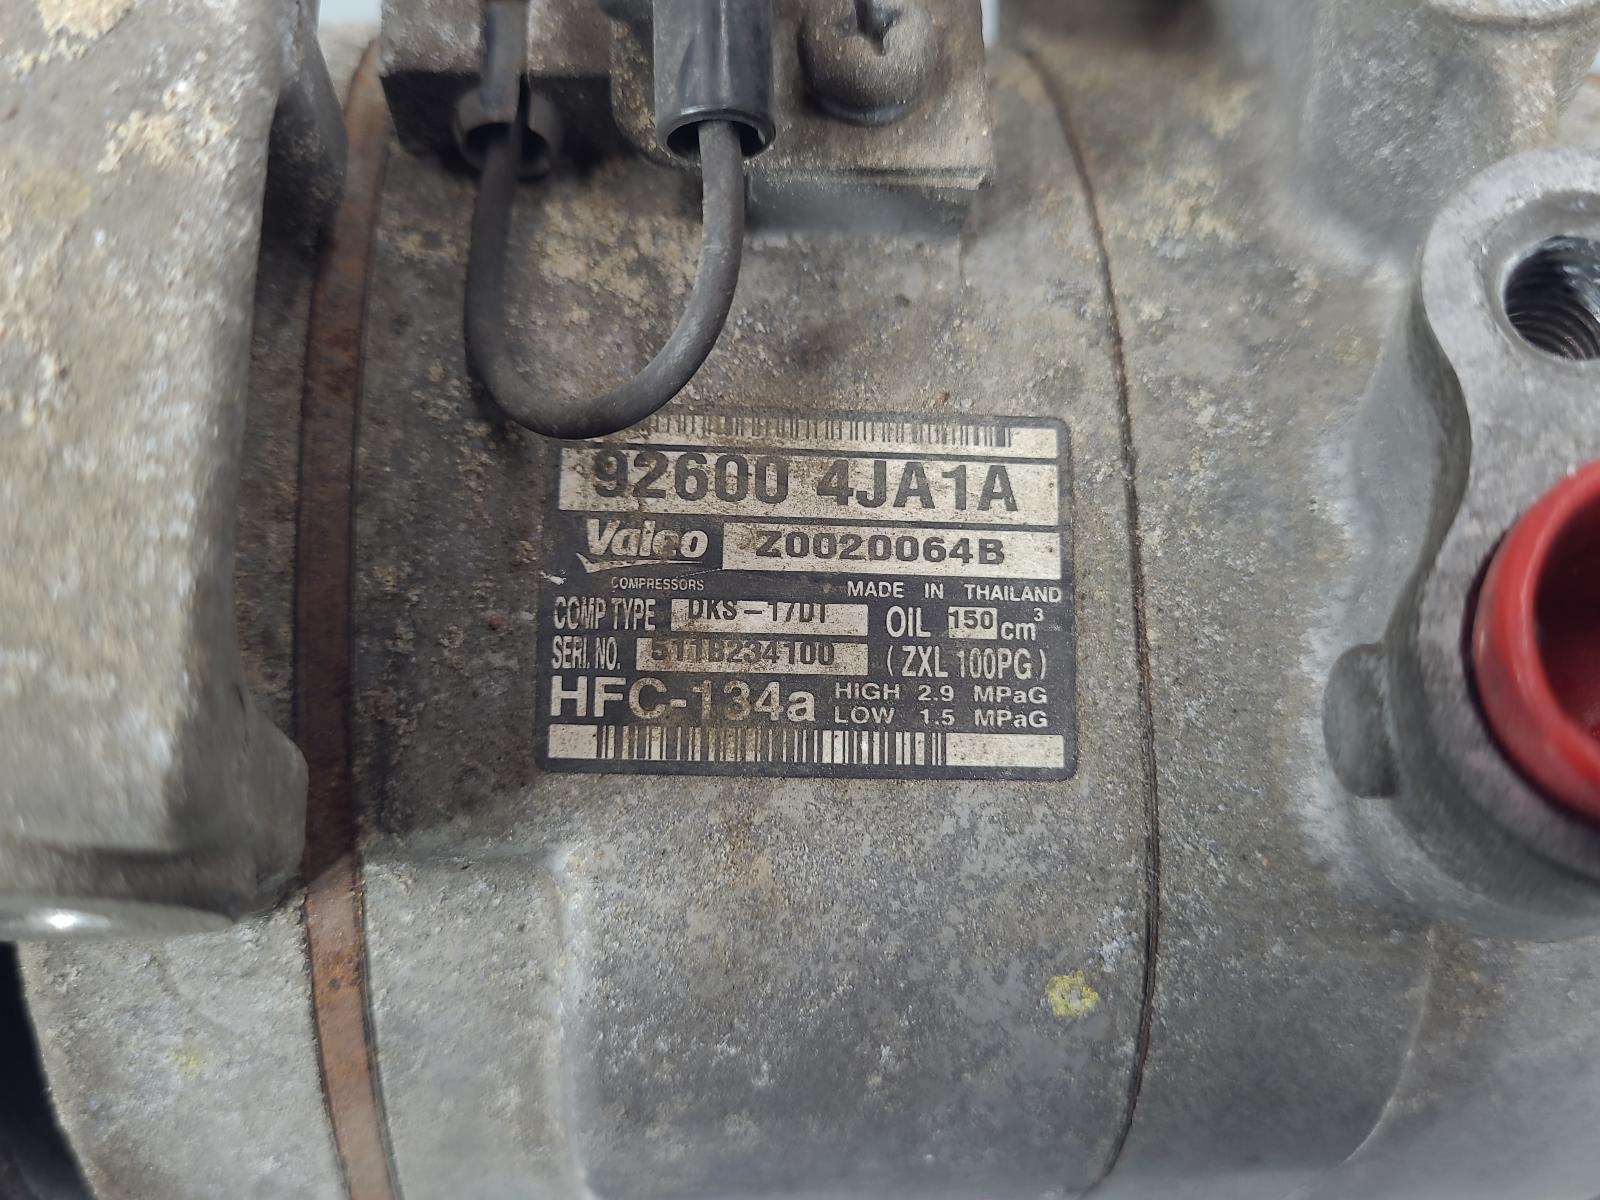 92600 4JA1A
Valeo Z0020064B
COMPRESSORS MADE IN THAILAND
COMP TYPE DKS-17D1 OIL 150 cm³
SERI. NO. 511B234100 (ZXL 100PG)
HFC-134a HIGH 2.9 MPaG
LOW 1.5 MPaG